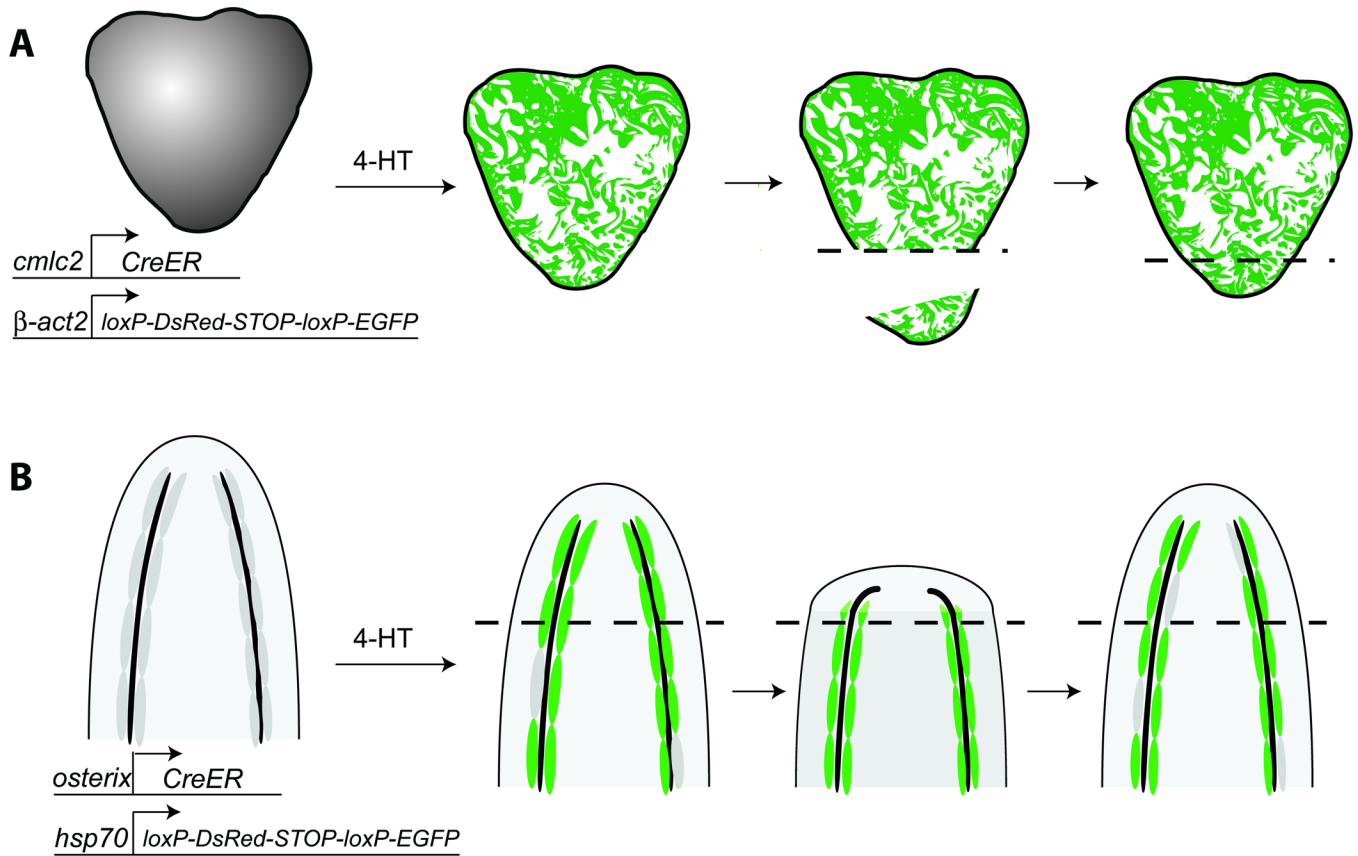 A
4-HT
cmlc2 CreER
β-act2 loxP-DsRed-STOP-loxP-EGFP
B
4-HT
osterix CreER
hsp70 loxP-DsRed-STOP-loxP-EGFP